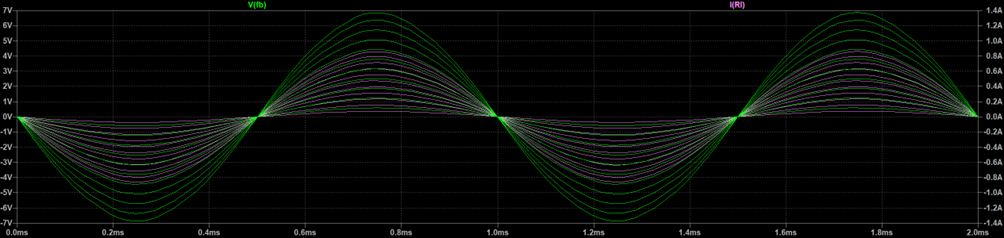 V(fb) I(Rl)
7V 1.4A
6V 1.2A
5V 1.0A
4V 0.8A
3V 0.6A
2V 0.4A
1V 0.2A
0V 0.0A
-1V -0.2A
-2V -0.4A
-3V -0.6A
-4V -0.8A
-5V -1.0A
-6V -1.2A
-7V -1.4A
0.0ms 0.2ms 0.4ms 0.6ms 0.8ms 1.0ms 1.2ms 1.4ms 1.6ms 1.8ms 2.0ms